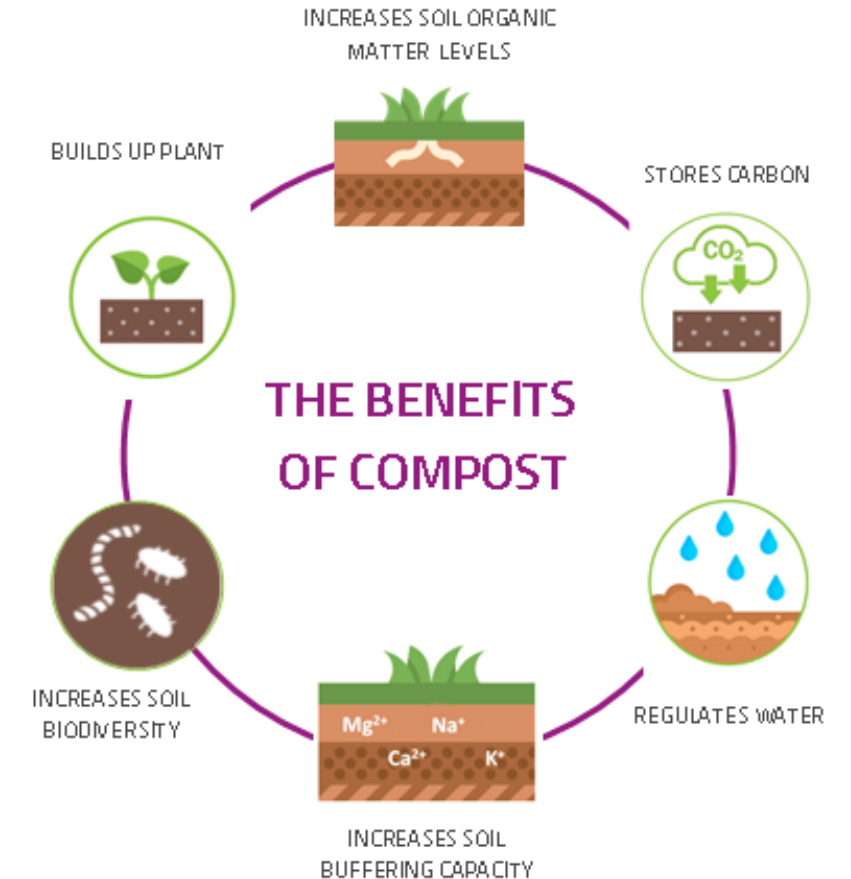 INCREASES SOIL ORGANIC
MATTER LEVELS
BUILDS UP PLANT
STORES CARBON
CO₂
THE BENEFITS
OF COMPOST
INCREASES SOIL
BIODIVERSITY
REGULATES WATER
Mg²⁺ Na⁺
Ca²⁺ K⁺
INCREASES SOIL
BUFFERING CAPACITY